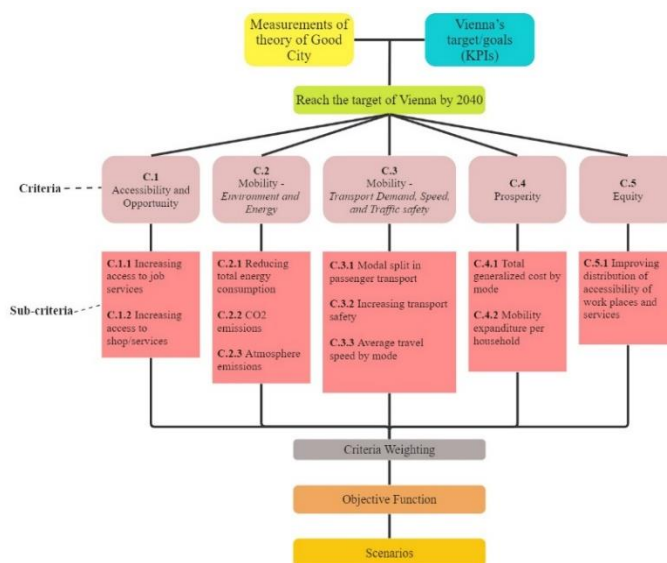 Measurements of
theory of Good
City
Vienna's
target/goals
(KPIs)
Reach the target of Vienna by 2040
Criteria
C.1
Accessibility and
Opportunity
C.2
Mobility -
Environment and
Energy
C.3
Mobility -
Transport Demand, Speed,
and Traffic safety
C.4
Prosperity
C.5
Equity
Sub-criteria
C.1.1 Increasing
access to job
services
C.1.2 Increasing
access to
shop/services
C.2.1 Reducing
total energy
consumption
C.2.2 CO2
emissions
C.2.3 Atmosphere
emissions
C.3.1 Modal split in
passenger transport
C.3.2 Increasing transport
safety
C.3.3 Average travel
speed by mode
C.4.1 Total
generalized cost by
mode
C.4.2 Mobility
expanditure per
household
C.5.1 Improving
distribution of
accessibility of
work places and
services
Criteria Weighting
Objective Function
Scenarios